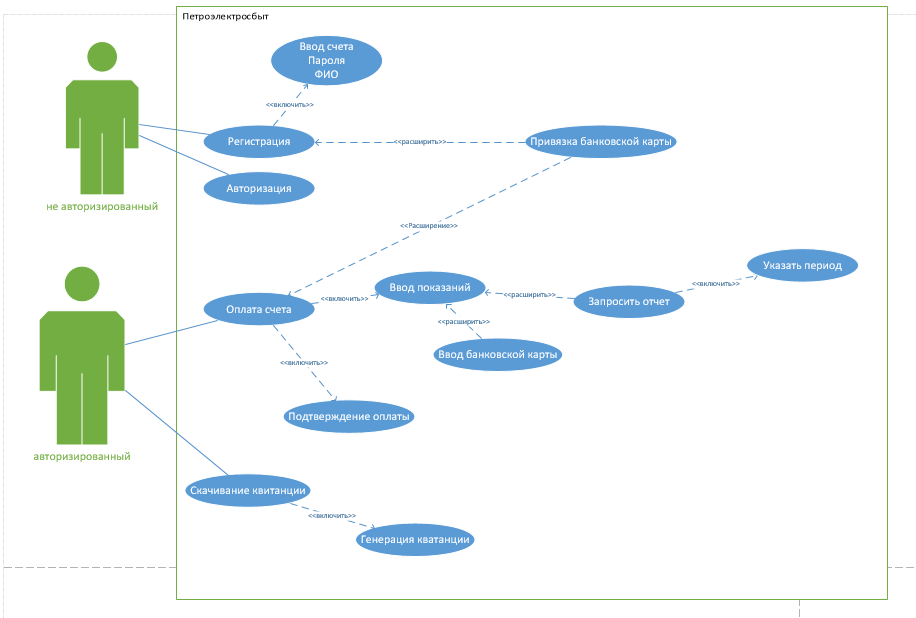 Петроэлектросбыт
Ввод счета
Пароля
ФИО
<<включить>>
Регистрация
<<расширить>>
Привязка банковской карты
Авторизация
не авторизированный
<<Расширение>>
Указать период
<<включить>>
Ввод показаний
<<включить>>
<<расширить>>
Запросить отчет
Оплата счета
<<расширить>>
Ввод банковской карты
<<включить>>
Подтверждение оплаты
авторизированный
Скачивание квитанции
<<включить>>
Генерация кватанции